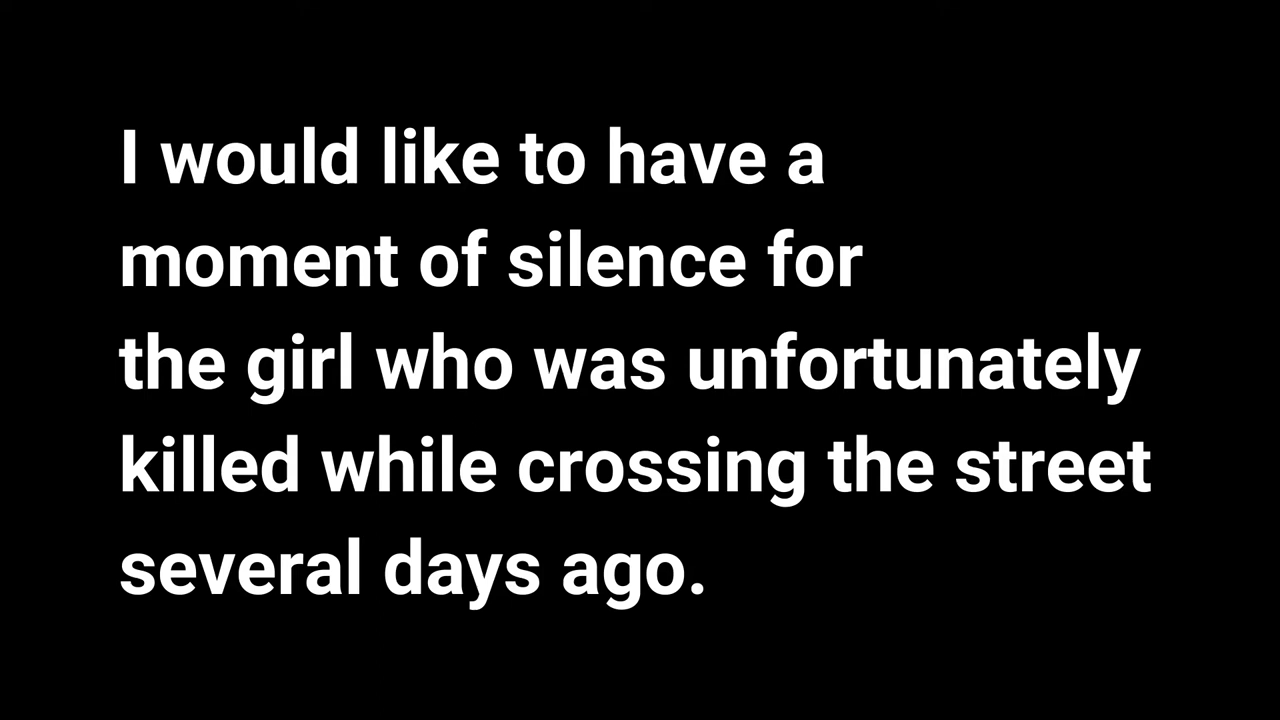 I would like to have a
moment of silence for
the girl who was unfortunately
killed while crossing the street
several days ago.